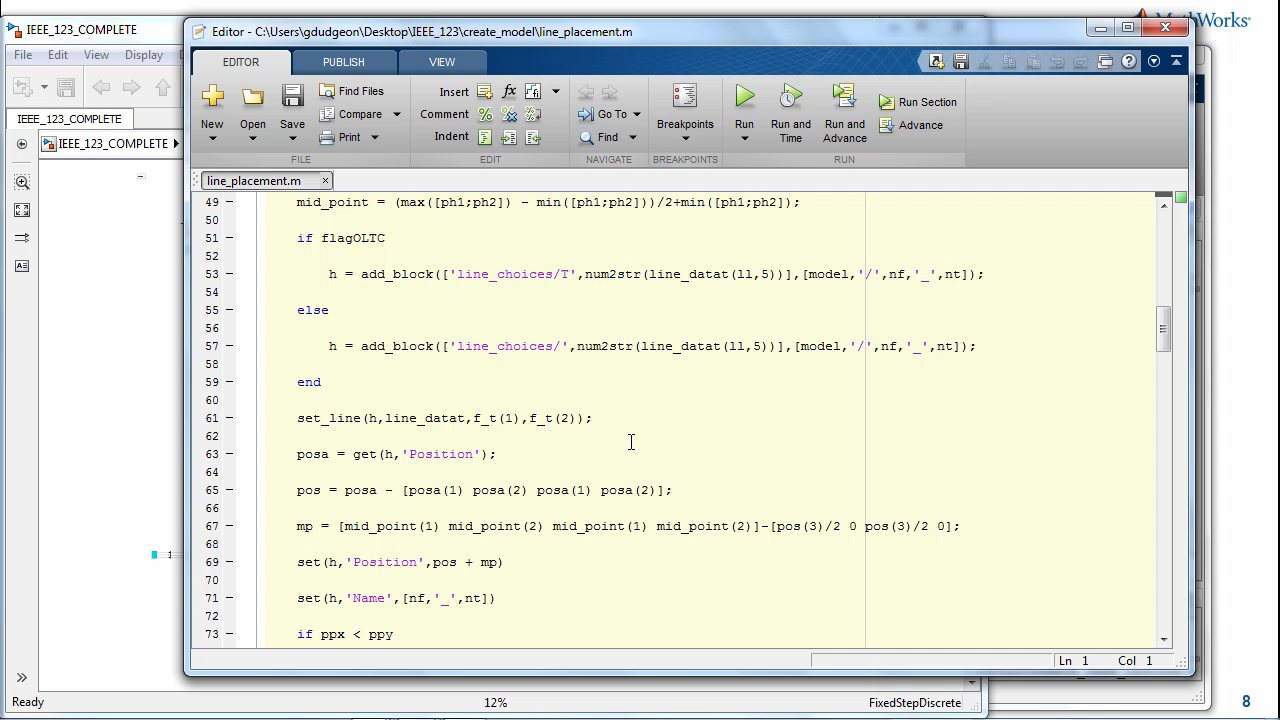 MathWorks
IEEE_123_COMPLETE
File Edit View Display
IEEE_123_COMPLETE
IEEE_123_COMPLETE
Editor - C:\Users\gdudgeon\Desktop\IEEE_123\create_model\line_placement.m
EDITOR PUBLISH VIEW
New Open Save
Find Files
Compare
Print
FILE
Insert fx
Comment
Indent
EDIT
Go To
Find
NAVIGATE
Breakpoints
BREAKPOINTS
Run
Run and Time
Run and Advance
Run Section
Advance
RUN
line_placement.m
49 mid_point = (max([ph1;ph2]) - min([ph1;ph2]))/2+min([ph1;ph2]);
50
51 if flagOLTC
52
53 h = add_block(['line_choices/T',num2str(line_datat(ll,5))],[model,'/',nf,'_',nt]);
54
55 else
56
57 h = add_block(['line_choices/',num2str(line_datat(ll,5))],[model,'/',nf,'_',nt]);
58
59 end
60
61 set_line(h,line_datat,f_t(1),f_t(2));
62
63 posa = get(h,'Position');
64
65 pos = posa - [posa(1) posa(2) posa(1) posa(2)];
66
67 mp = [mid_point(1) mid_point(2) mid_point(1) mid_point(2)]-[pos(3)/2 0 pos(3)/2 0];
68
69 set(h,'Position',pos + mp)
70
71 set(h,'Name',[nf,'_',nt])
72
73 if ppx < ppy
Ln 1 Col 1
1
Ready 12% FixedStepDiscrete
8